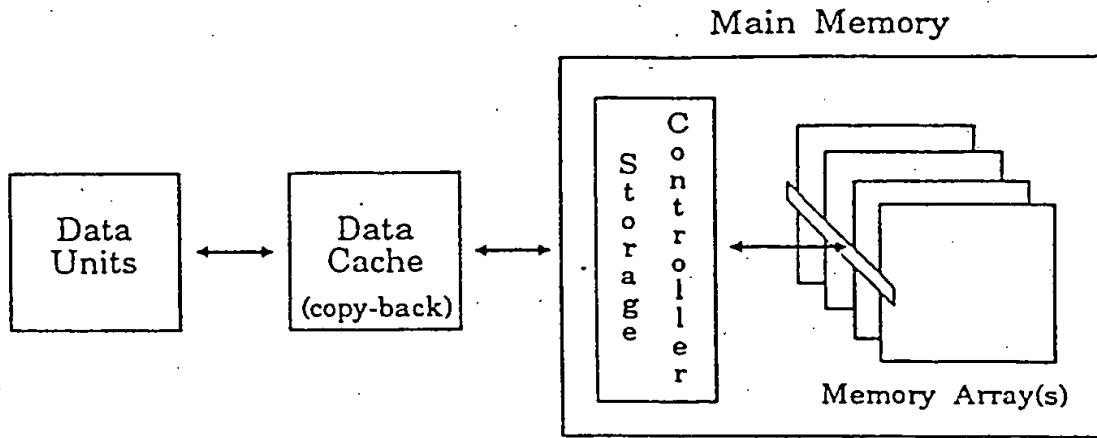 Main Memory
Data
Units
Data
Cache
(copy-back)
Storage
Controller
Memory Array(s)